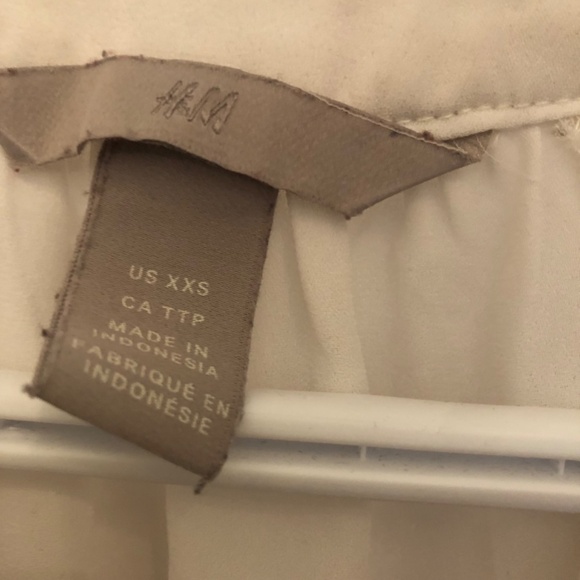 H&M
US XXS
CA TTP
MADE IN
INDONESIA
FABRIQUÉ EN
INDONÉSIE